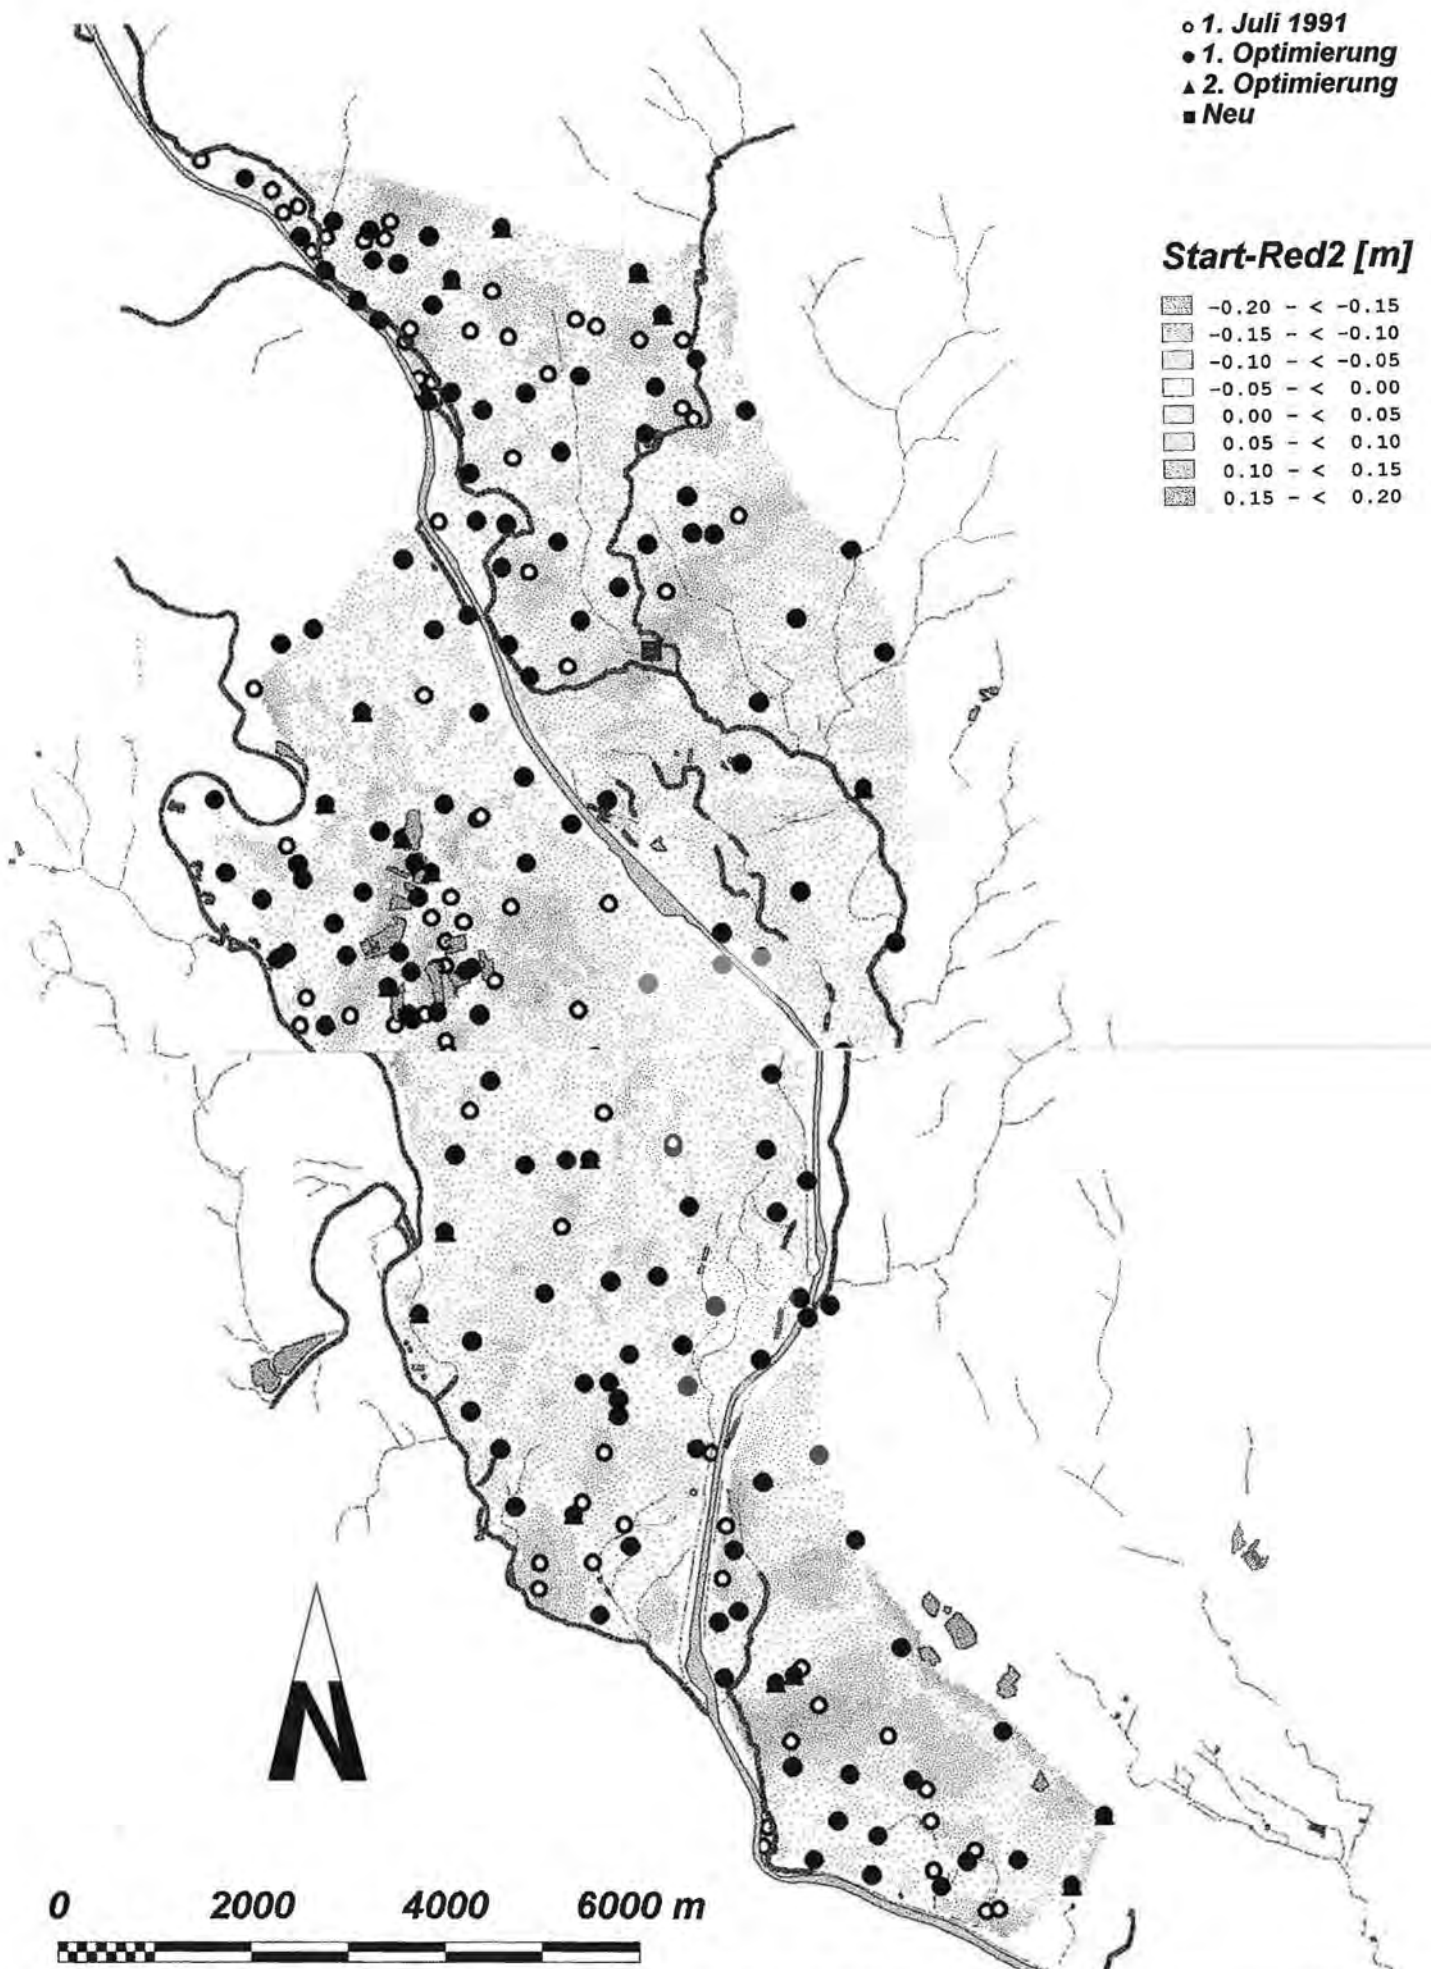 1. Juli 1991
1. Optimierung
2. Optimierung
Neu
Start-Red2 [m]
-0.20 - < -0.15
-0.15 - < -0.10
-0.10 - < -0.05
-0.05 - < 0.00
0.00 - < 0.05
0.05 - < 0.10
0.10 - < 0.15
0.15 - < 0.20
N
0 2000 4000 6000 m